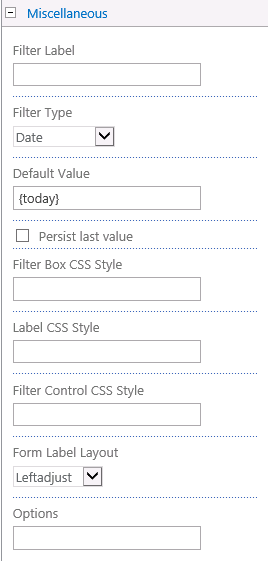 Miscellaneous
Filter Label
Filter Type
Date
Default Value
{today}
Persist last value
Filter Box CSS Style
Label CSS Style
Filter Control CSS Style
Form Label Layout
Leftadjust
Options